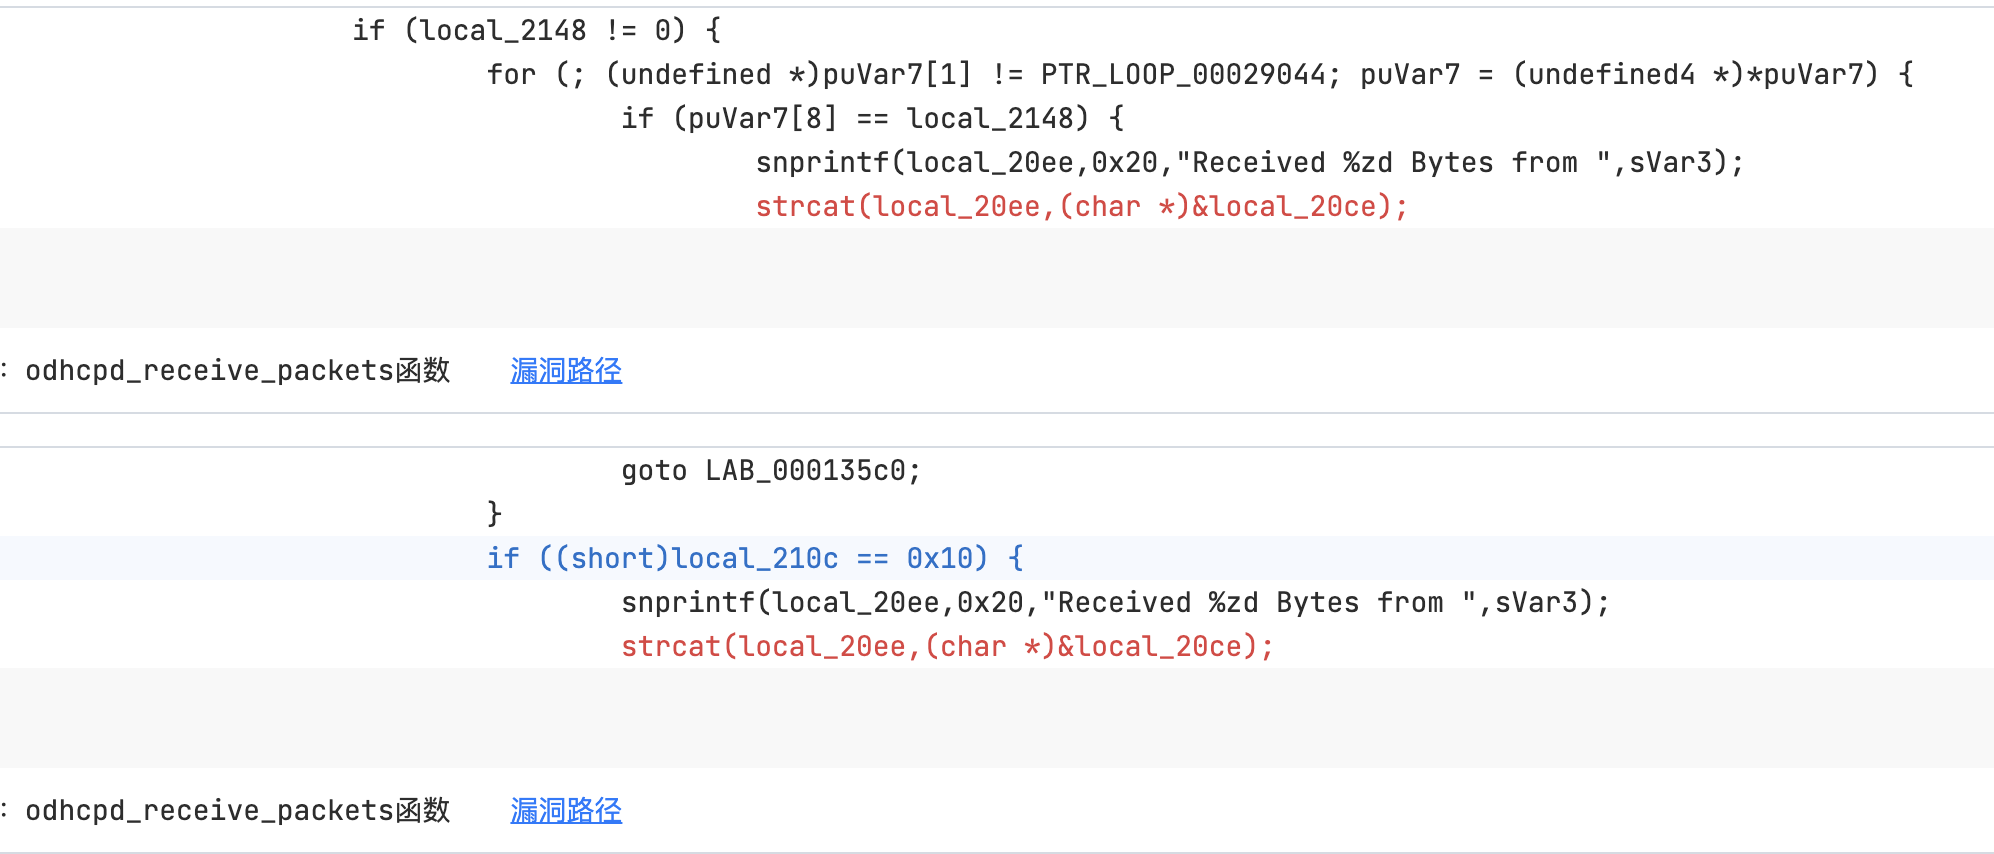 if (local_2148 != 0) {
for (; (undefined *)puVar7[1] != PTR_LOOP_00029044; puVar7 = (undefined4 *)*puVar7) {
if (puVar7[8] == local_2148) {
snprintf(local_20ee,0x20,"Received %zd Bytes from ",sVar3);
strcat(local_20ee,(char *)&local_20ce);
: odhcpd_receive_packets函数 漏洞路径
goto LAB_000135c0;
}
if ((short)local_210c == 0x10) {
snprintf(local_20ee,0x20,"Received %zd Bytes from ",sVar3);
strcat(local_20ee,(char *)&local_20ce);
: odhcpd_receive_packets函数 漏洞路径